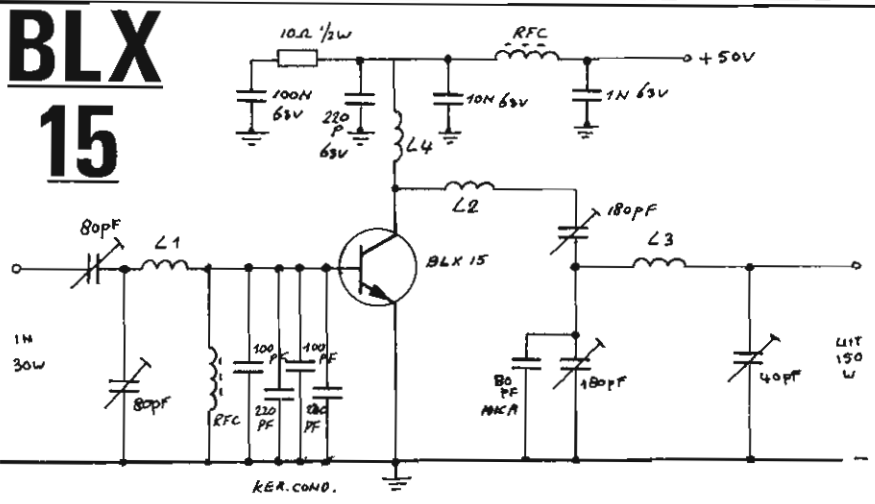 BLX
15
10Ω 1/2W
RFC
+ 50V
100N
63V
220
P
63V
10N 63V
1N 63V
L4
L2
80pF
L1
180pF
L3
BLX 15
IN
30W
80pF
RFC
100
PF
220
PF
100
PF
PF
80
PF
MICA
180pF
40pF
UIT
150
W
KER. COND.